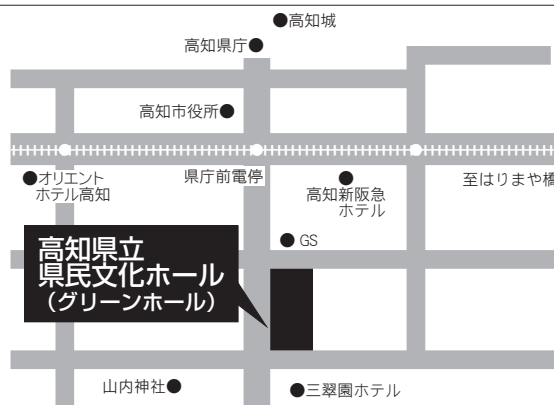 ●高知城
高知県庁●
高知市役所●
●オリエント
ホテル高知
県庁前電停
高知新阪急
ホテル
至はりまや橋
●GS
高知県立
県民文化ホール
(グリーンホール)
山内神社●
●三翠園ホテル